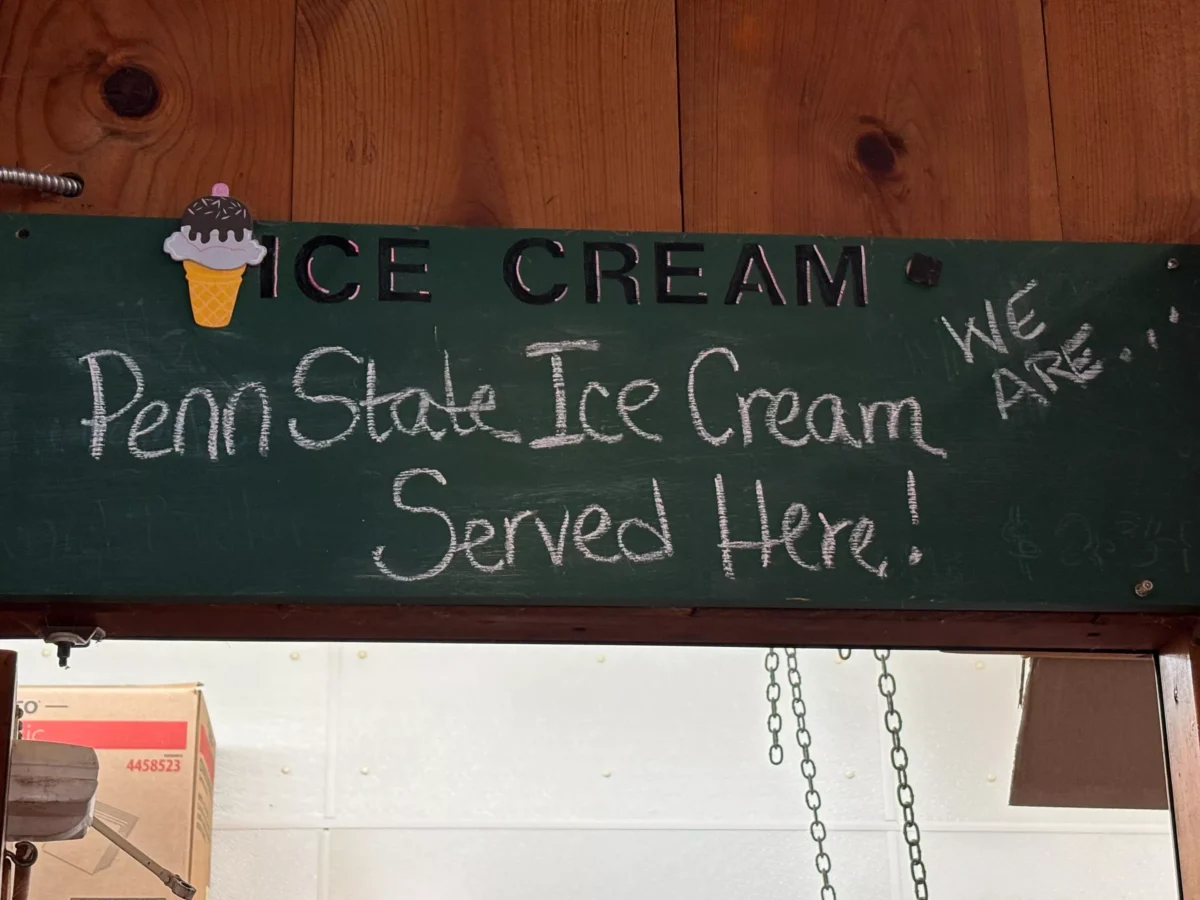 ICE CREAM
Penn State Ice Cream
Served Here!
WE
ARE...
4458523